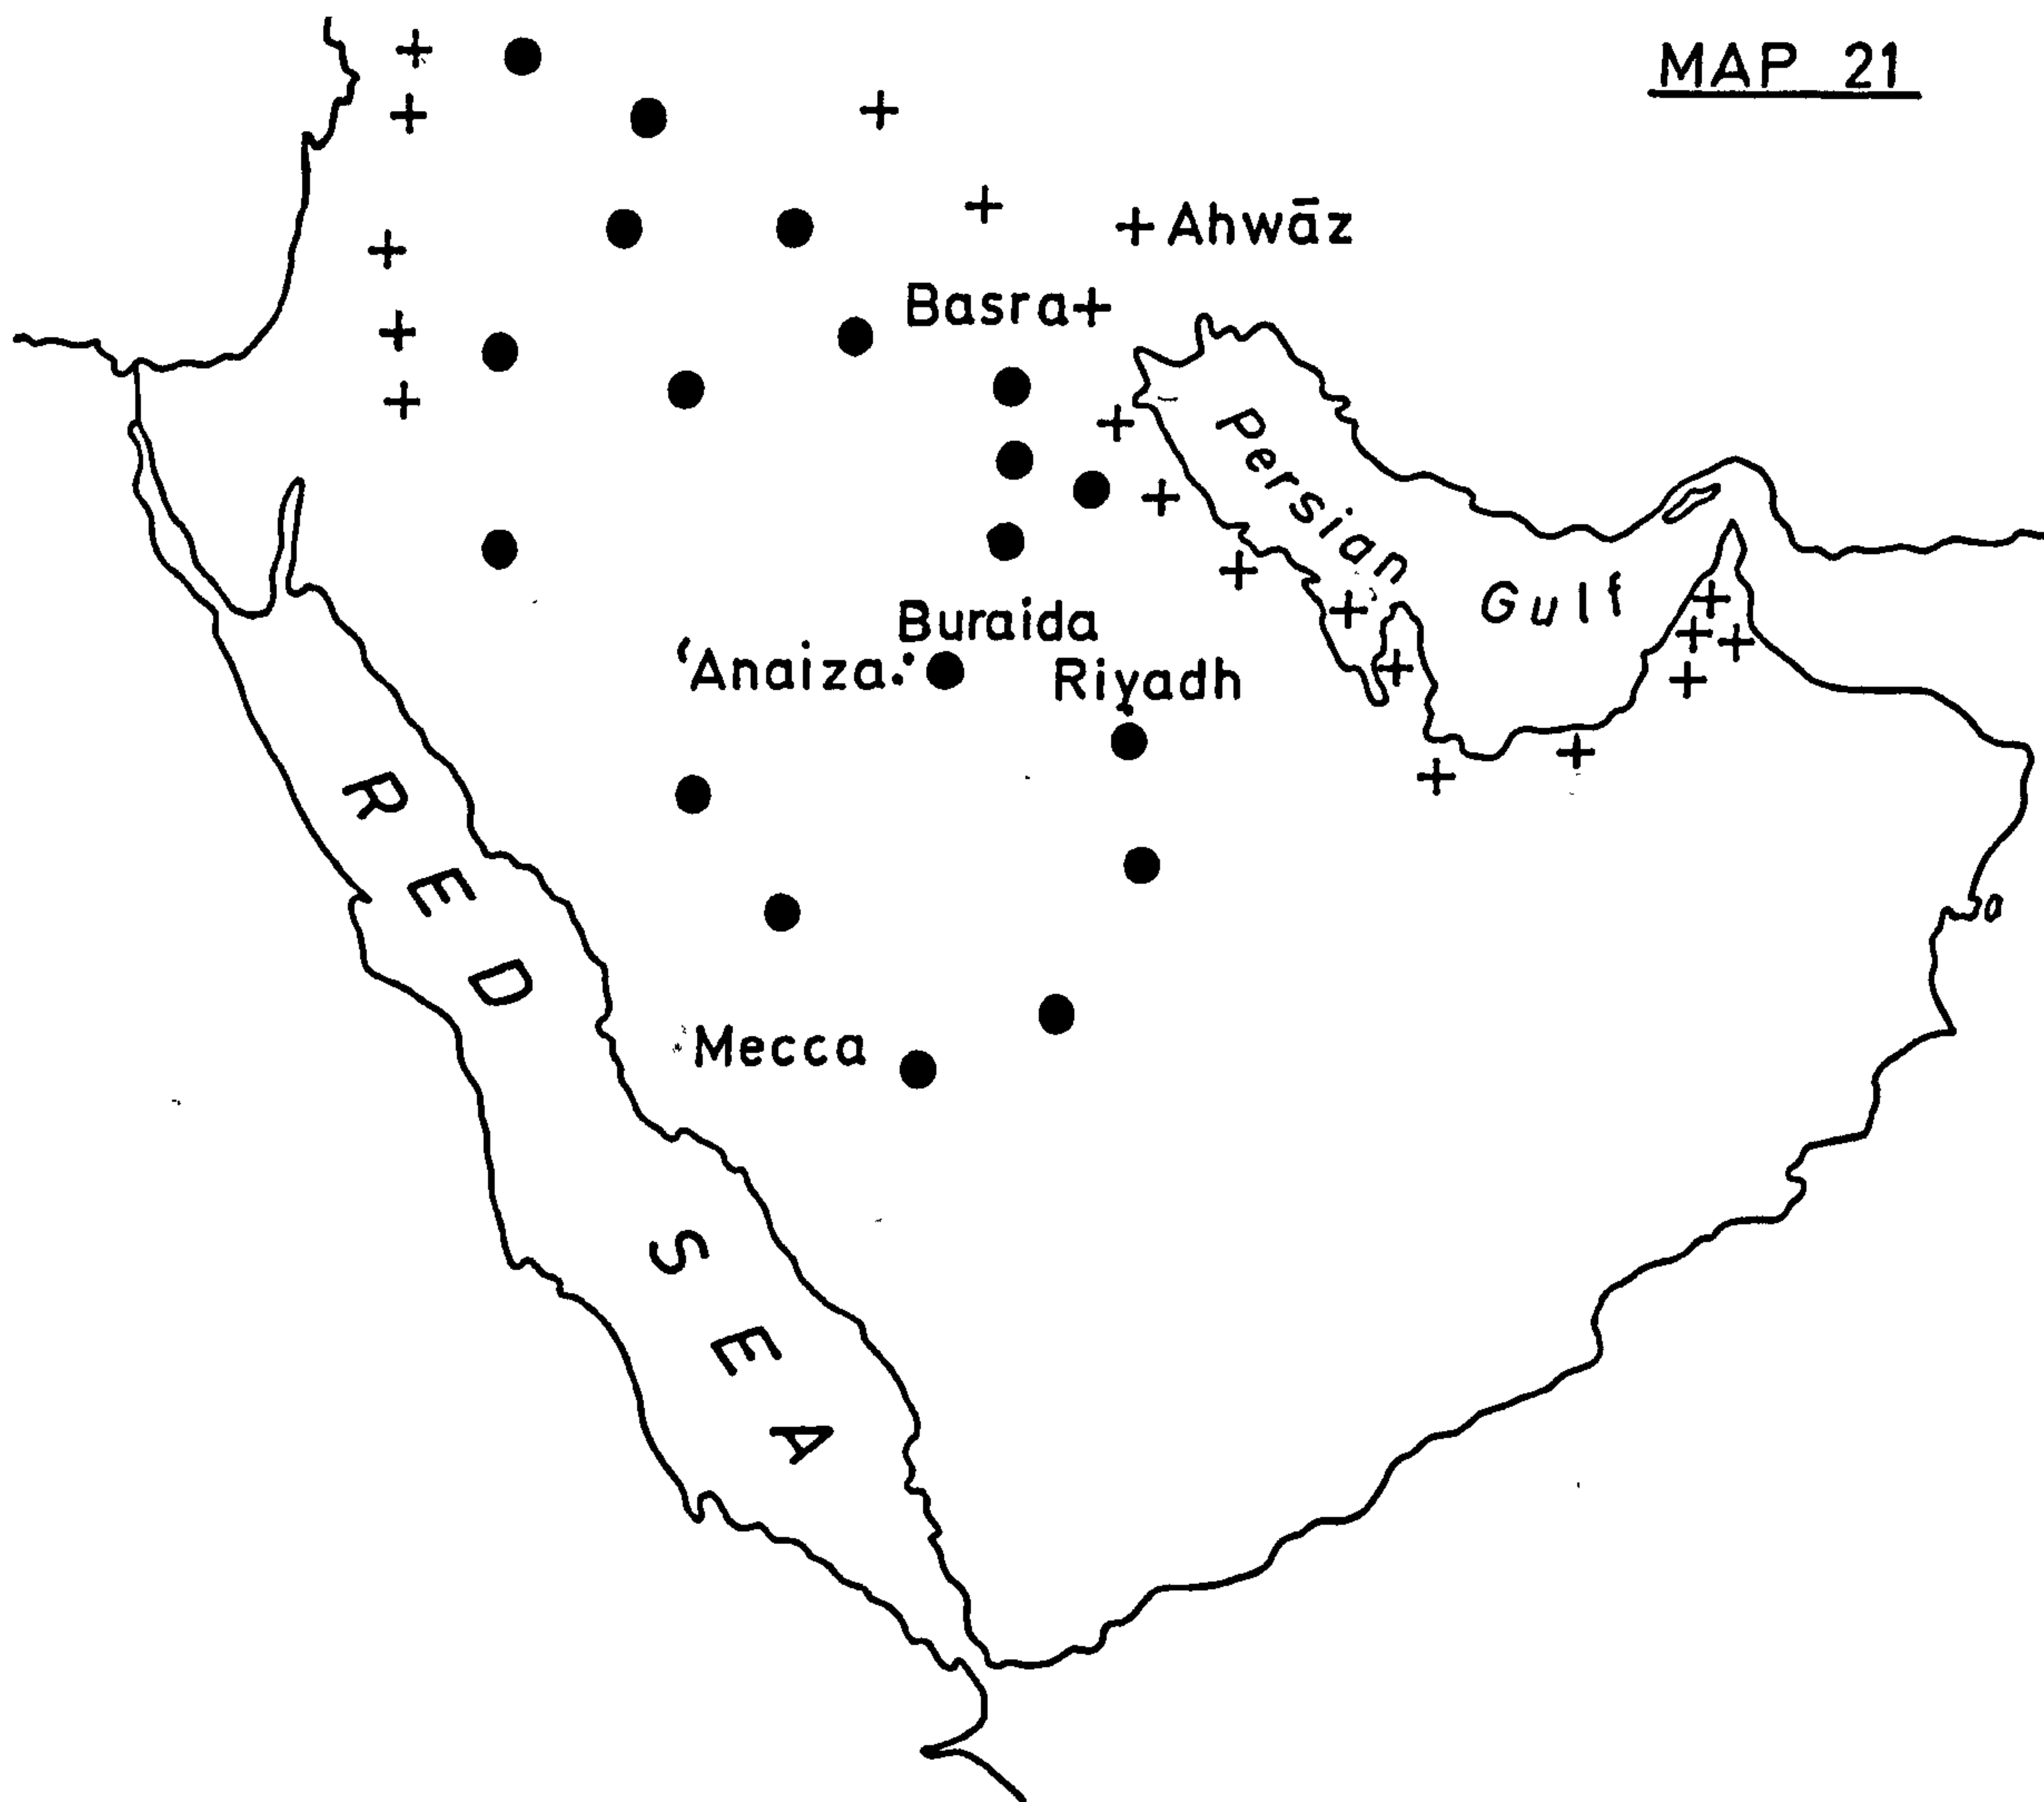 MAP 21
+Ahwāz
Basra+
Persian
Gulf
Buraida
'Anaiza
Riyadh
RED
Mecca
SEA